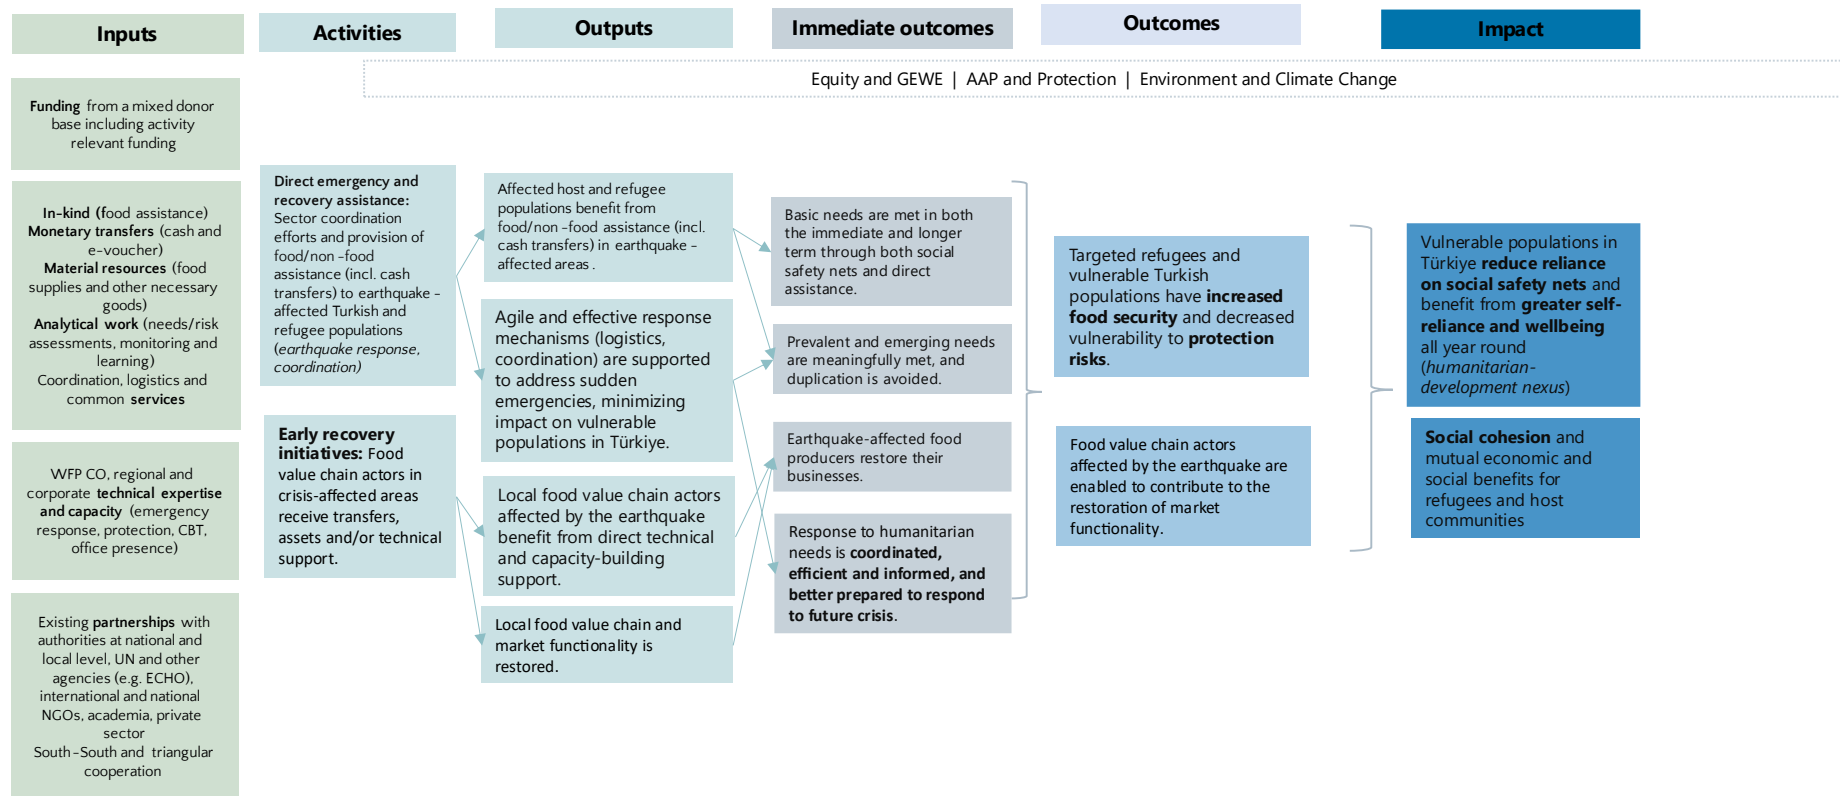 Inputs
Activities
Outputs
Immediate outcomes
Outcomes
Impact
Equity and GEWE | AAP and Protection | Environment and Climate Change
Funding from a mixed donor
base including activity
relevant funding
In-kind (food assistance)
Monetary transfers (cash and
e-voucher)
Material resources (food
supplies and other necessary
goods)
Analytical work (needs/risk
assessments, monitoring and
learning)
Coordination, logistics and
common services
WFP CO, regional and
corporate technical expertise
and capacity (emergency
response, protection, CBT,
office presence)
Existing partnerships with
authorities at national and
local level, UN and other
agencies (e.g. ECHO),
international and national
NGOs, academia, private
sector
South-South and triangular
cooperation
Direct emergency and
recovery assistance:
Sector coordination
efforts and provision of
food/non -food
assistance (incl. cash
transfers) to earthquake -
affected Turkish and
refugee populations
(earthquake response,
coordination)
Early recovery
initiatives: Food
value chain actors in
crisis-affected areas
receive transfers,
assets and/or technical
support.
Affected host and refugee
populations benefit from
food/non -food assistance (incl.
cash transfers) in earthquake -
affected areas .
Agile and effective response
mechanisms (logistics,
coordination) are supported
to address sudden
emergencies, minimizing
impact on vulnerable
populations in Türkiye.
Local food value chain actors
affected by the earthquake
benefit from direct technical
and capacity-building
support.
Local food value chain and
market functionality is
restored.
Basic needs are met in both
the immediate and longer
term through both social
safety nets and direct
assistance.
Prevalent and emerging needs
are meaningfully met, and
duplication is avoided.
Earthquake-affected food
producers restore their
businesses.
Response to humanitarian
needs is coordinated,
efficient and informed, and
better prepared to respond
to future crisis.
Targeted refugees and
vulnerable Turkish
populations have increased
food security and decreased
vulnerability to protection
risks.
Food value chain actors
affected by the earthquake are
enabled to contribute to the
restoration of market
functionality.
Vulnerable populations in
Türkiye reduce reliance
on social safety nets and
benefit from greater self-
reliance and wellbeing
all year round
(humanitarian-
development nexus)
Social cohesion and
mutual economic and
social benefits for
refugees and host
communities